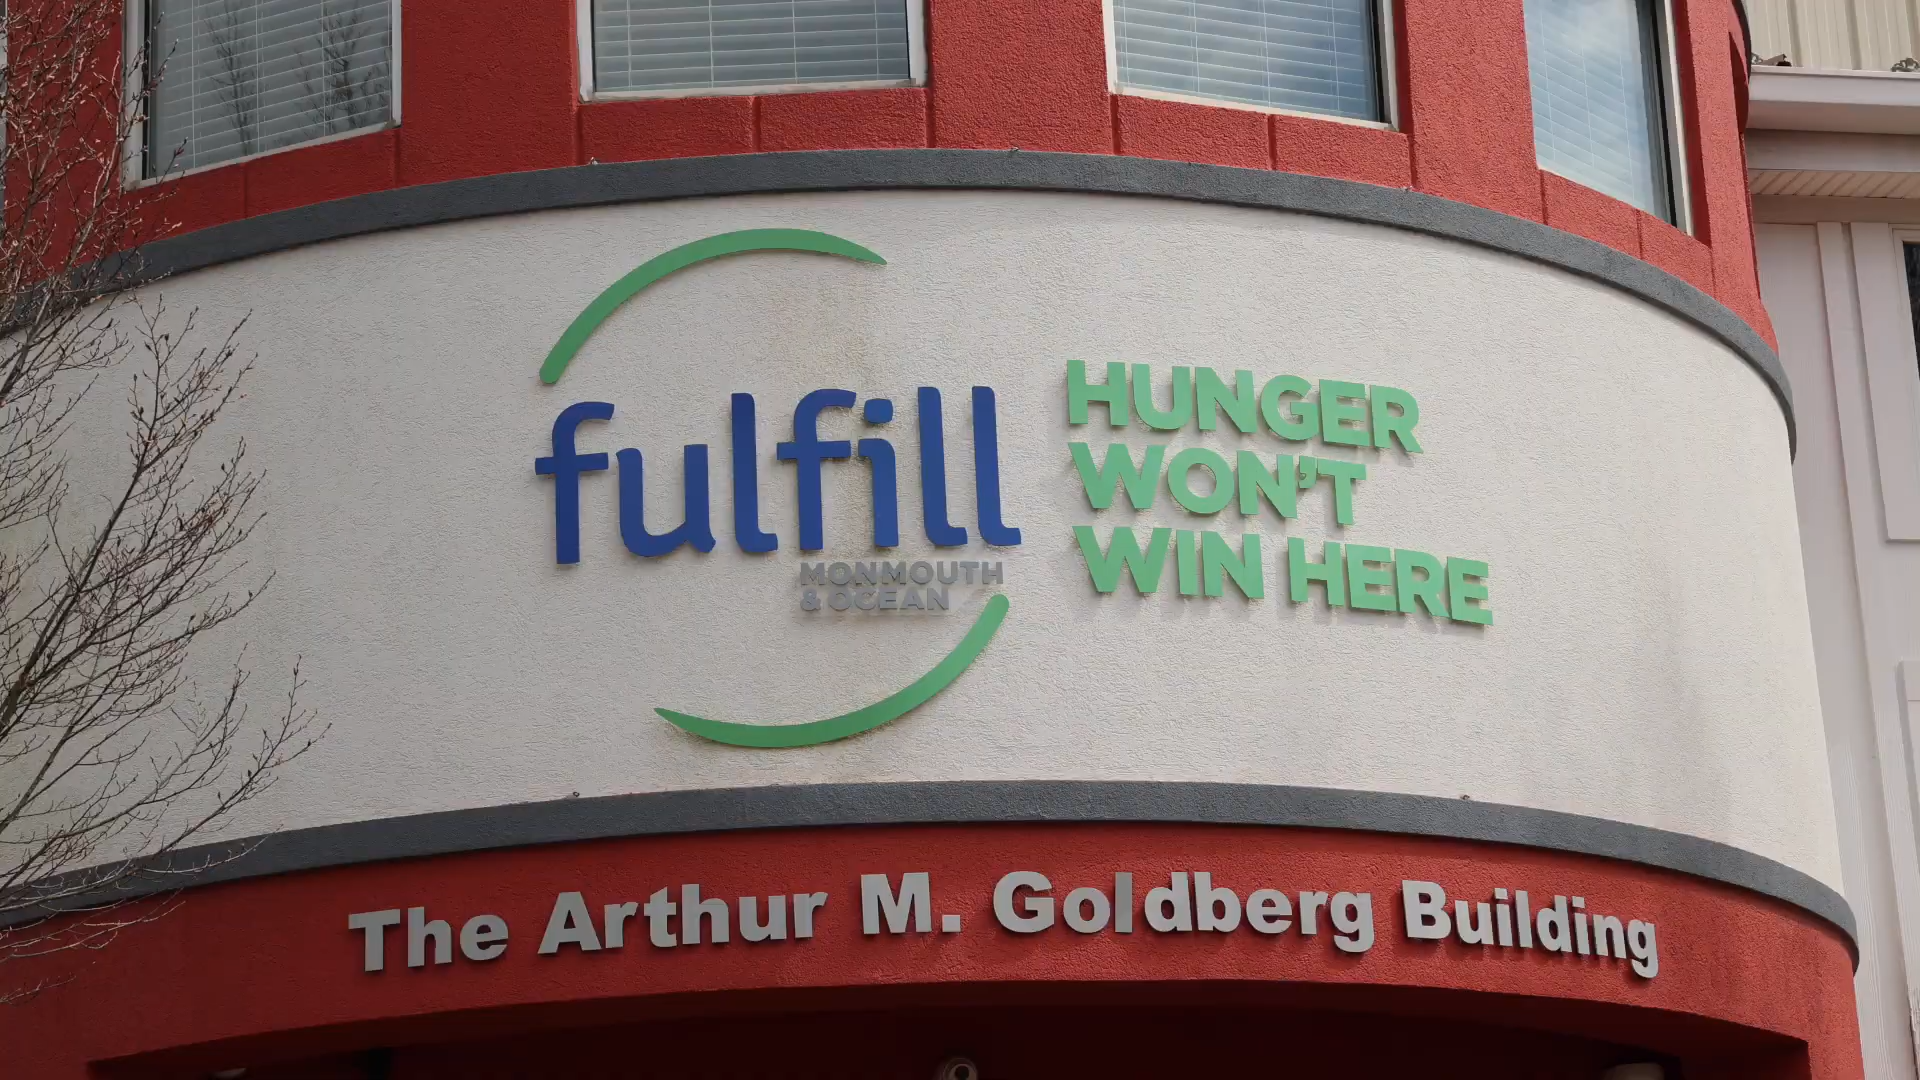 fulfill
MONMOUTH
& OCEAN
HUNGER
WON'T
WIN HERE
The Arthur M. Goldberg Building